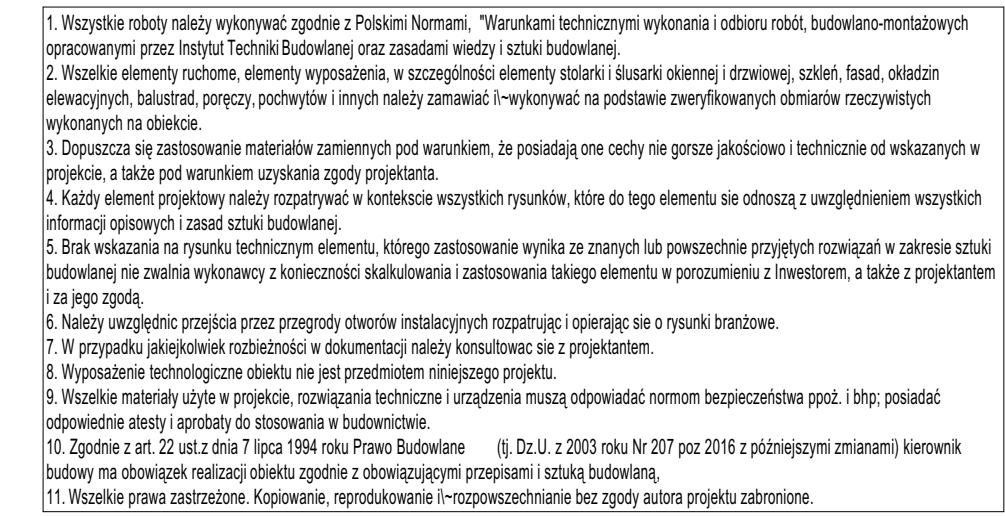 1. Wszystkie roboty należy wykonywać zgodnie z Polskimi Normami, "Warunkami technicznymi wykonania i odbioru robót, budowlano-montażowych
opracowanymi przez Instytut Techniki Budowlanej oraz zasadami wiedzy i sztuki budowlanej.
2. Wszelkie elementy ruchome, elementy wyposażenia, w szczególności elementy stolarki i ślusarki okiennej i drzwiowej, szkleń, fasad, okładzin
elewacyjnych, balustrad, poręczy, pochwytów i innych należy zamawiać i\~wykonywać na podstawie zweryfikowanych obmiarów rzeczywistych
wykonanych na obiekcie.
3. Dopuszcza się zastosowanie materiałów zamiennych pod warunkiem, że posiadają one cechy nie gorsze jakościowo i technicznie od wskazanych w
projekcie, a także pod warunkiem uzyskania zgody projektanta.
4. Każdy element projektowy należy rozpatrywać w kontekscie wszystkich rysunków, które do tego elementu sie odnoszą z uwzględnieniem wszystkich
informacji opisowych i zasad sztuki budowlanej.
5. Brak wskazania na rysunku technicznym elementu, którego zastosowanie wynika ze znanych lub powszechnie przyjętych rozwiązań w zakresie sztuki
budowlanej nie zwalnia wykonawcy z konieczności skalkulowania i zastosowania takiego elementu w porozumieniu z Inwestorem, a także z projektantem
i za jego zgodą.
6. Należy uwzględnic przejścia przez przegrody otworów instalacyjnych rozpatrując i opierając sie o rysunki branżowe.
7. W przypadku jakiejkolwiek rozbieżności w dokumentacji należy konsultowac sie z projektantem.
8. Wyposażenie technologiczne obiektu nie jest przedmiotem niniejszego projektu.
9. Wszelkie materiały użyte w projekcie, rozwiązania techniczne i urządzenia muszą odpowiadać normom bezpieczeństwa ppoż. i bhp; posiadać
odpowiednie atesty i aprobaty do stosowania w budownictwie.
10. Zgodnie z art. 22 ust.z dnia 7 lipca 1994 roku Prawo Budowlane (tj. Dz.U. z 2003 roku Nr 207 poz 2016 z późniejszymi zmianami) kierownik
budowy ma obowiązek realizacji obiektu zgodnie z obowiązującymi przepisami i sztuką budowlaną,
11. Wszelkie prawa zastrzeżone. Kopiowanie, reprodukowanie i\~rozpowszechnianie bez zgody autora projektu zabronione.